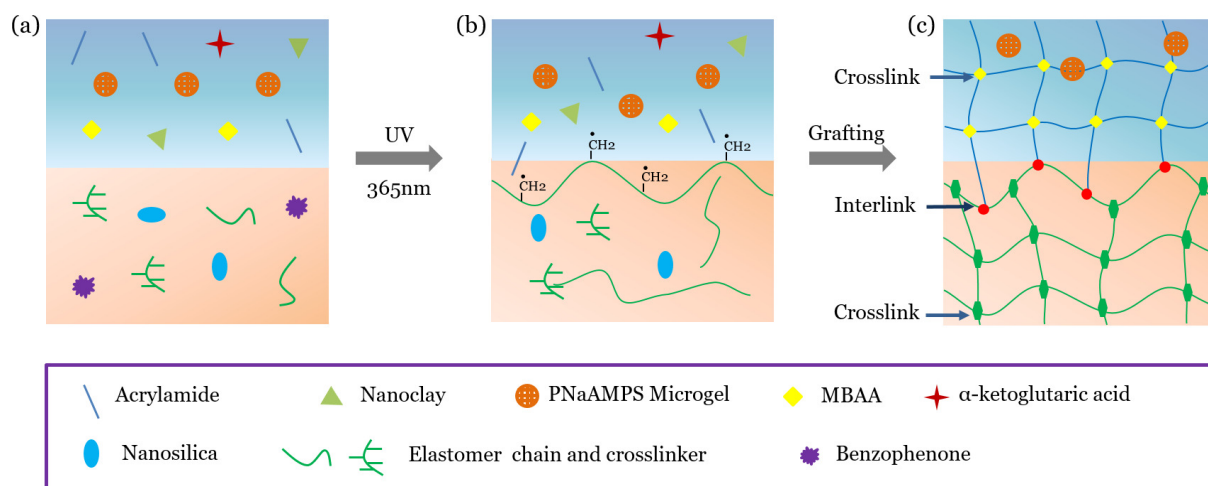 (a)
(b)
(c)
UV
365nm
•
CH2
•
CH2
•
CH2
•
CH2
Grafting
Crosslink
Interlink
Crosslink
Acrylamide
Nanoclay
PNaAMPS Microgel
MBAA
α-ketoglutaric acid
Nanosilica
Elastomer chain and crosslinker
Benzophenone